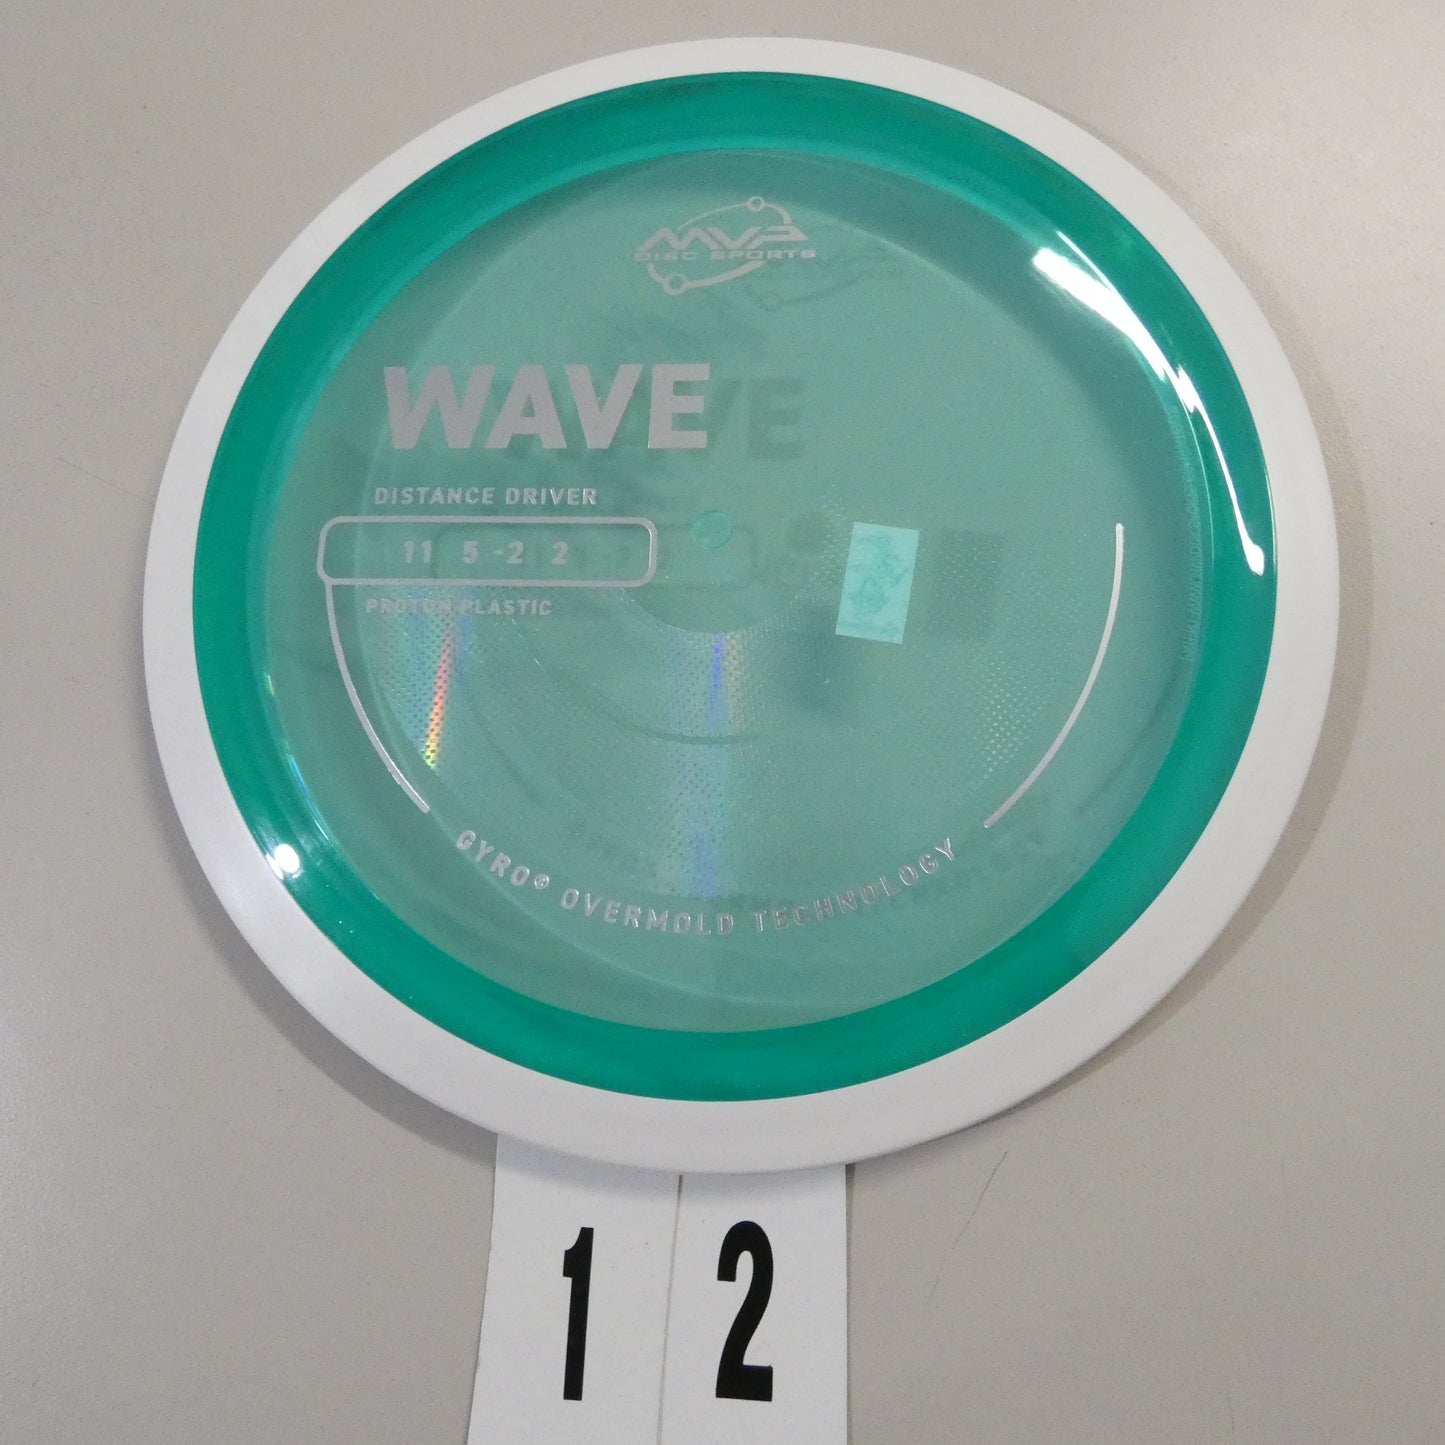 MVP
DISC SPORTS
WAVE
DISTANCE DRIVER
11 5 -2 2
PROTON PLASTIC
GYRO® OVERMOLD TECHNOLOGY
1 2